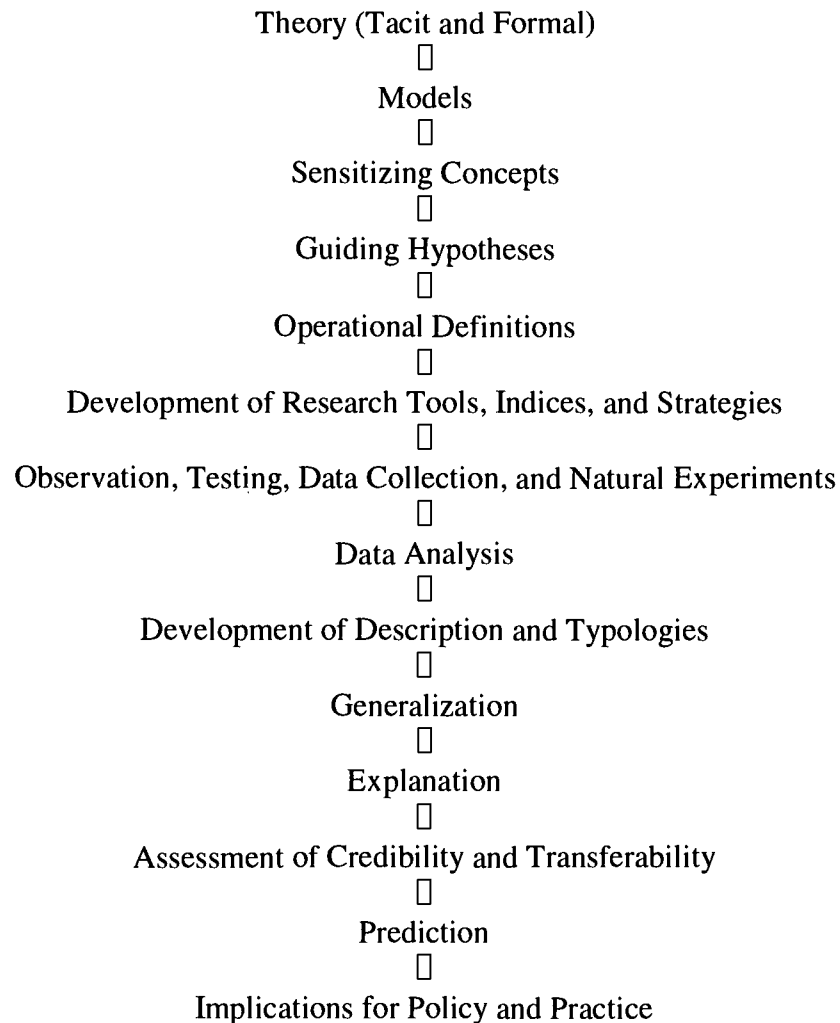 Theory (Tacit and Formal)
Models
Sensitizing Concepts
Guiding Hypotheses
Operational Definitions
Development of Research Tools, Indices, and Strategies
Observation, Testing, Data Collection, and Natural Experiments
Data Analysis
Development of Description and Typologies
Generalization
Explanation
Assessment of Credibility and Transferability
Prediction
Implications for Policy and Practice